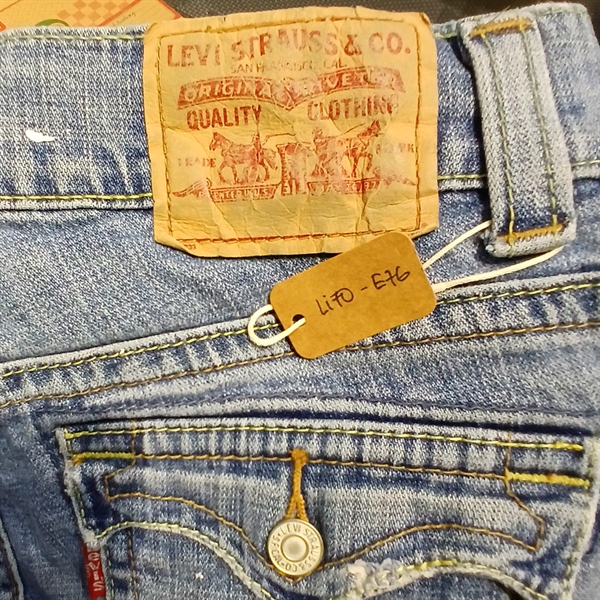 LEVI STRAUSS & CO.
SAN FRANCISCO, CAL.
ORIGINAL RIVETED
QUALITY CLOTHING
TRADE MARK
LiFO - E76
LEVI'S
LEVI STRAUSS & CO